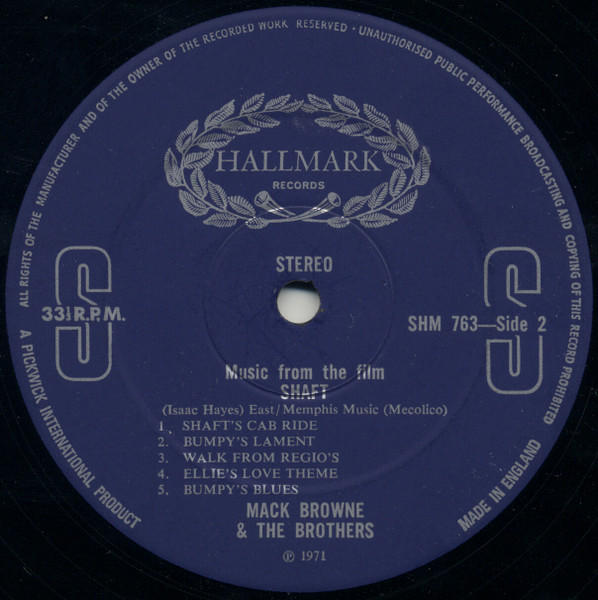 ALL RIGHTS OF THE MANUFACTURER AND OF THE OWNER OF THE RECORDED WORK RESERVED · UNAUTHORISED PUBLIC PERFORMANCE BROADCASTING AND COPYING OF THIS RECORD PROHIBITED
HALLMARK
RECORDS
STEREO
S S
33⅓ R.P.M.
SHM 763—Side 2
Music from the film
SHAFT
(Isaac Hayes) East/Memphis Music (Mecolico)
1. SHAFT'S CAB RIDE
2. BUMPY'S LAMENT
3. WALK FROM REGIO'S
4. ELLIE'S LOVE THEME
5. BUMPY'S BLUES
MACK BROWNE
& THE BROTHERS
℗ 1971
A PICKWICK INTERNATIONAL PRODUCT
MADE IN ENGLAND